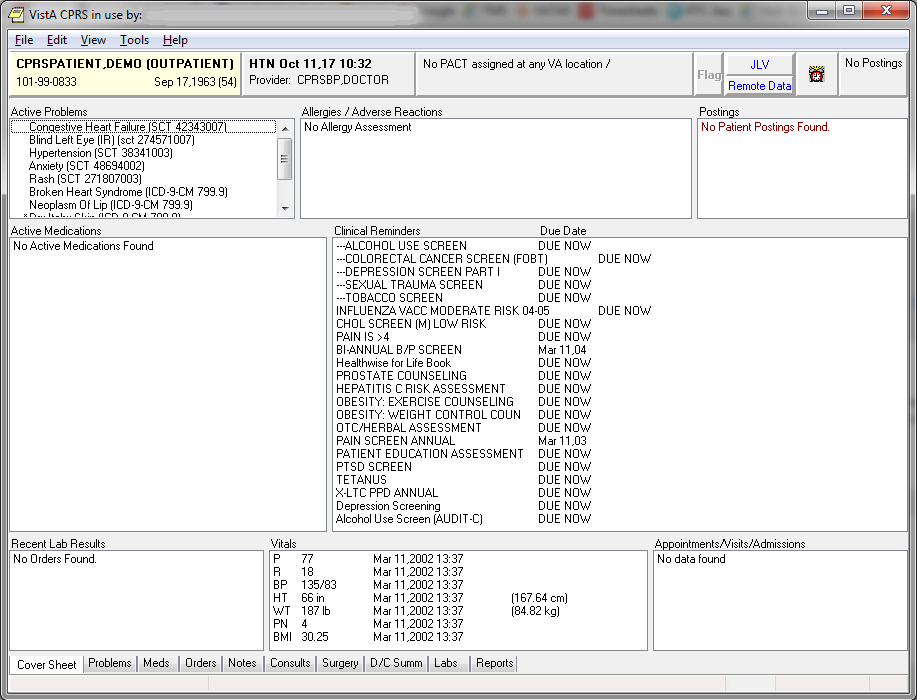 VistA CPRS in use by:
File Edit View Tools Help
CPRSPATIENT,DEMO (OUTPATIENT)
101-99-0833 Sep 17,1963 (54)
HTN Oct 11,17 10:32
Provider: CPRSBP,DOCTOR
No PACT assigned at any VA location /
Flag
JLV
Remote Data
No Postings
Active Problems
Congestive Heart Failure (SCT 42343007)
Blind Left Eye (IR) (sct 274571007)
Hypertension (SCT 38341003)
Anxiety (SCT 48694002)
Rash (SCT 271807003)
Broken Heart Syndrome (ICD-9-CM 799.9)
Neoplasm Of Lip (ICD-9-CM 799.9)
Allergies / Adverse Reactions
No Allergy Assessment
Postings
No Patient Postings Found.
Active Medications
No Active Medications Found
Clinical Reminders Due Date
---ALCOHOL USE SCREEN DUE NOW
---COLORECTAL CANCER SCREEN (FOBT) DUE NOW
---DEPRESSION SCREEN PART I DUE NOW
---SEXUAL TRAUMA SCREEN DUE NOW
---TOBACCO SCREEN DUE NOW
INFLUENZA VACC MODERATE RISK 04-05 DUE NOW
CHOL SCREEN (M) LOW RISK DUE NOW
PAIN IS >4 DUE NOW
BI-ANNUAL B/P SCREEN Mar 11,04
Healthwise for Life Book DUE NOW
PROSTATE COUNSELING DUE NOW
HEPATITIS C RISK ASSESSMENT DUE NOW
OBESITY: EXERCISE COUNSELING DUE NOW
OBESITY: WEIGHT CONTROL COUN DUE NOW
OTC/HERBAL ASSESSMENT DUE NOW
PAIN SCREEN ANNUAL Mar 11,03
PATIENT EDUCATION ASSESSMENT DUE NOW
PTSD SCREEN DUE NOW
TETANUS DUE NOW
X-LTC PPD ANNUAL DUE NOW
Depression Screening DUE NOW
Alcohol Use Screen (AUDIT-C) DUE NOW
Recent Lab Results
No Orders Found.
Vitals
P 77 Mar 11,2002 13:37
R 18 Mar 11,2002 13:37
BP 135/83 Mar 11,2002 13:37
HT 66 in Mar 11,2002 13:37 (167.64 cm)
WT 187 lb Mar 11,2002 13:37 (84.82 kg)
PN 4 Mar 11,2002 13:37
BMI 30.25 Mar 11,2002 13:37
Appointments/Visits/Admissions
No data found
Cover Sheet Problems Meds Orders Notes Consults Surgery D/C Summ Labs Reports